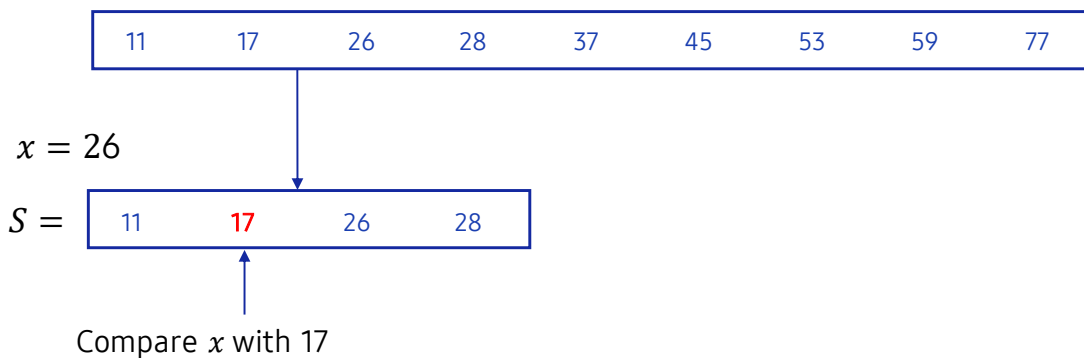 11 17 26 28 37 45 53 59 77
x = 26
S = 11 17 26 28
Compare x with 17